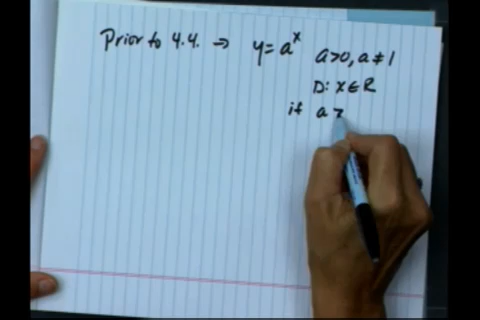 Prior to 4.4. → y = a^x
a>0, a≠1
D: x∈R
if a >